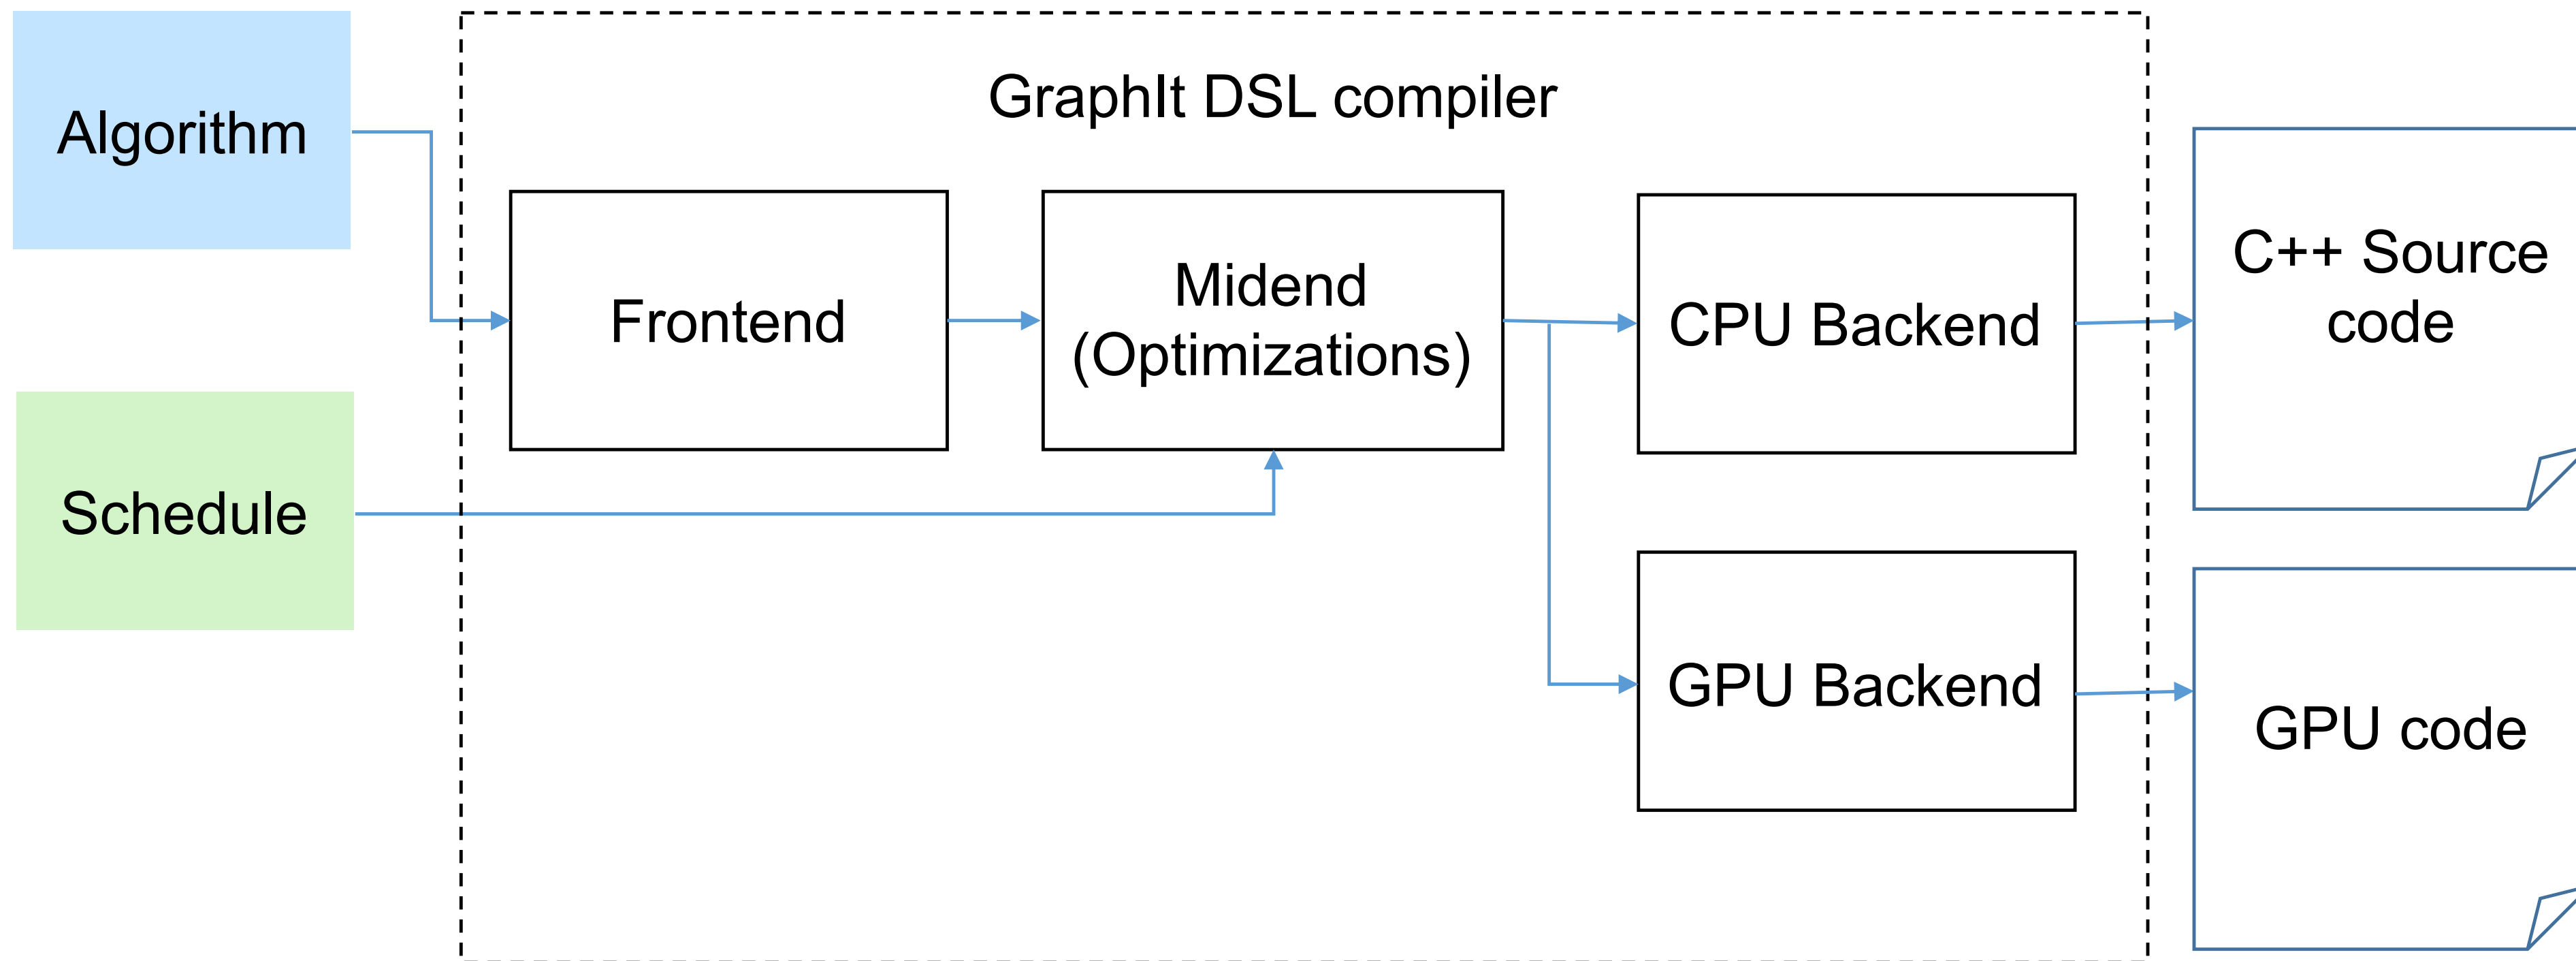 GraphIt DSL compiler
Algorithm
Frontend
Midend
(Optimizations)
CPU Backend
C++ Source
code
Schedule
GPU Backend
GPU code